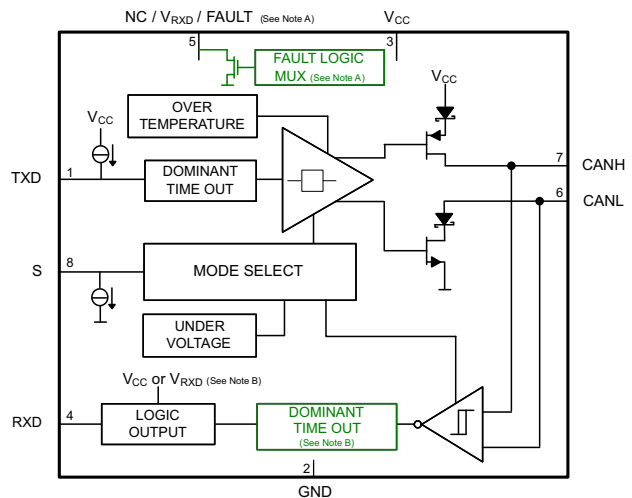 NC / VRXD / FAULT (See Note A)
VCC
5
3
FAULT LOGIC
MUX (See Note A)
VCC
OVER
TEMPERATURE
VCC
TXD
1
DOMINANT
TIME OUT
7
CANH
6
CANL
S
8
MODE SELECT
UNDER
VOLTAGE
VCC or VRXD (See Note B)
RXD
4
LOGIC
OUTPUT
DOMINANT
TIME OUT
(See Note B)
2
GND